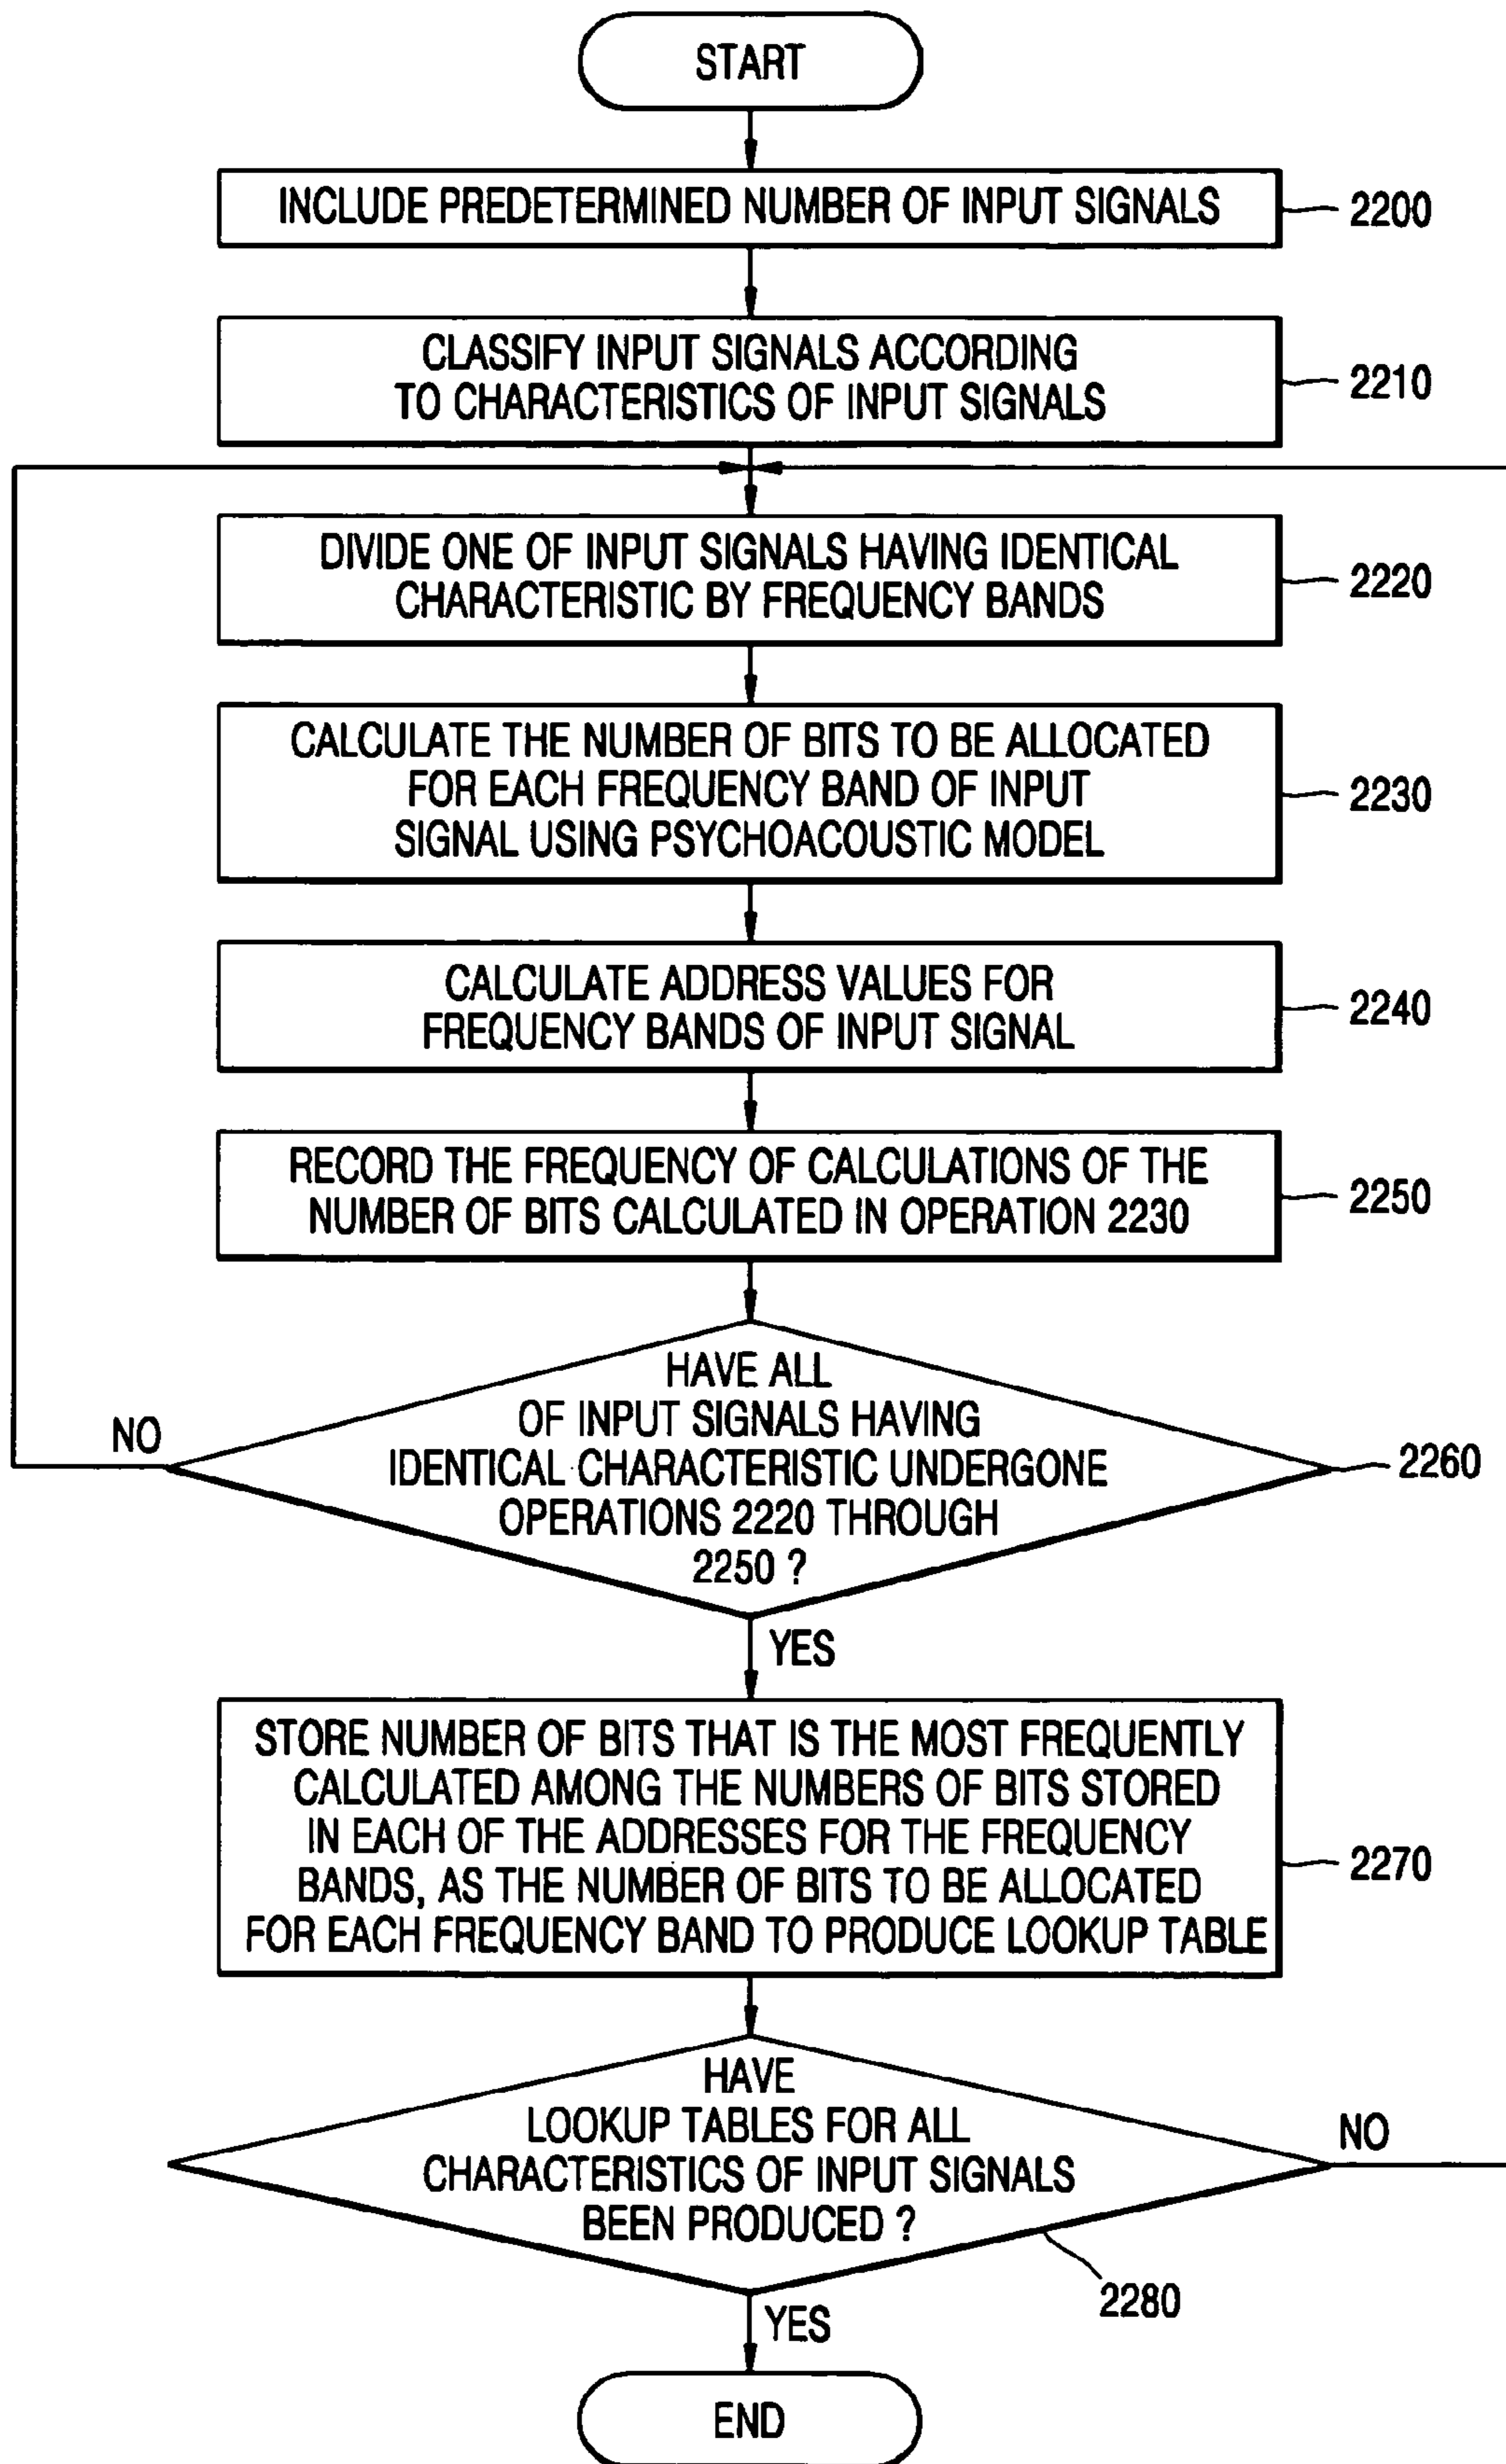 START
INCLUDE PREDETERMINED NUMBER OF INPUT SIGNALS
2200
CLASSIFY INPUT SIGNALS ACCORDING
TO CHARACTERISTICS OF INPUT SIGNALS
2210
DIVIDE ONE OF INPUT SIGNALS HAVING IDENTICAL
CHARACTERISTIC BY FREQUENCY BANDS
2220
CALCULATE THE NUMBER OF BITS TO BE ALLOCATED
FOR EACH FREQUENCY BAND OF INPUT
SIGNAL USING PSYCHOACOUSTIC MODEL
2230
CALCULATE ADDRESS VALUES FOR
FREQUENCY BANDS OF INPUT SIGNAL
2240
RECORD THE FREQUENCY OF CALCULATIONS OF THE
NUMBER OF BITS CALCULATED IN OPERATION 2230
2250
HAVE ALL
OF INPUT SIGNALS HAVING
IDENTICAL CHARACTERISTIC UNDERGONE
OPERATIONS 2220 THROUGH
2250 ?
NO
2260
YES
STORE NUMBER OF BITS THAT IS THE MOST FREQUENTLY
CALCULATED AMONG THE NUMBERS OF BITS STORED
IN EACH OF THE ADDRESSES FOR THE FREQUENCY
BANDS, AS THE NUMBER OF BITS TO BE ALLOCATED
FOR EACH FREQUENCY BAND TO PRODUCE LOOKUP TABLE
2270
HAVE
LOOKUP TABLES FOR ALL
CHARACTERISTICS OF INPUT SIGNALS
BEEN PRODUCED ?
NO
2280
YES
END